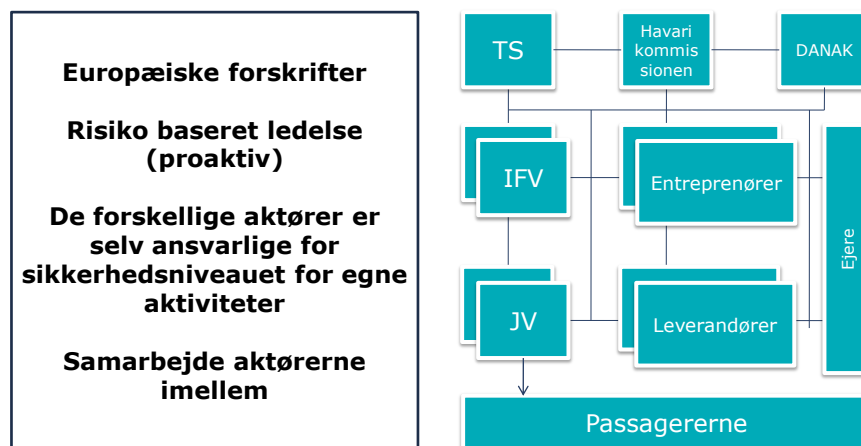 Europæiske forskrifter
Risiko baseret ledelse
(proaktiv)
De forskellige aktører er
selv ansvarlige for
sikkerhedsniveauet for egne
aktiviteter
Samarbejde aktørerne
imellem
TS
Havari
kommis
sionen
DANAK
IFV
Entreprenører
Ejere
JV
Leverandører
Passagererne